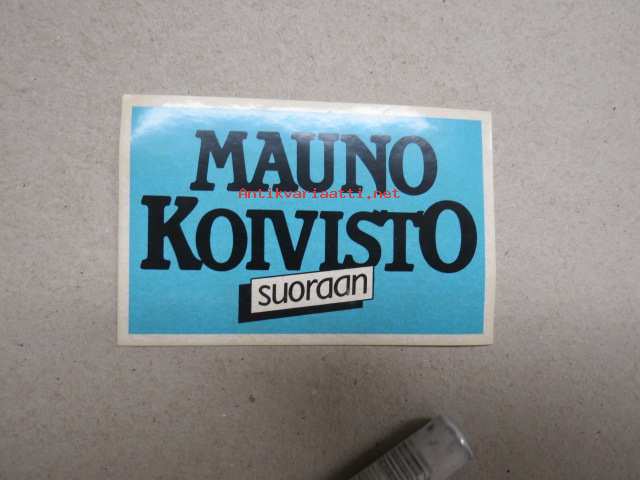 MAUNO
Antikvariaatti.net
KOIVISTO
suoraan